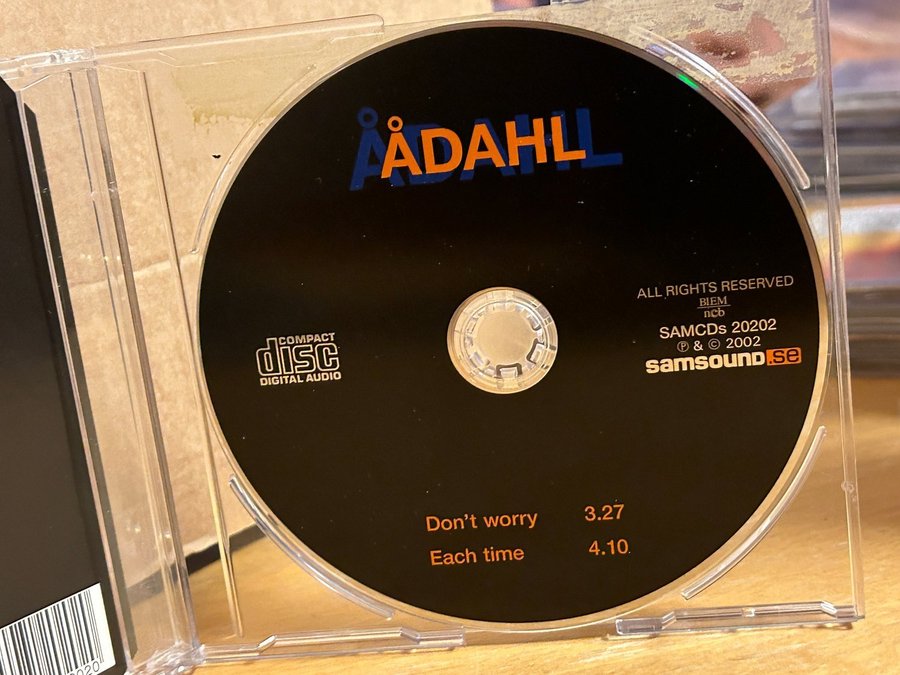 ÅDAHL
ÅDAHL
ALL RIGHTS RESERVED
BIEM
ncb
SAMCDs 20202
℗ & © 2002
samsound.se
COMPACT
disc
DIGITAL AUDIO
Don't worry 3.27
Each time 4.10